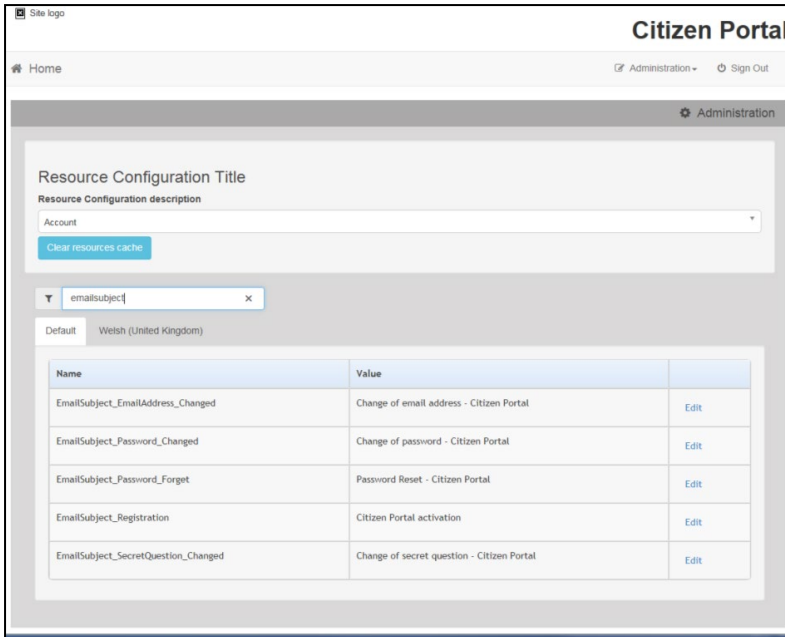 Site logo
Citizen Portal
Home
Administration
Sign Out
Administration
Resource Configuration Title
Resource Configuration description
Account
Clear resources cache
emailsubject
Default
Welsh (United Kingdom)
Name Value
EmailSubject_EmailAddress_Changed Change of email address - Citizen Portal Edit
EmailSubject_Password_Changed Change of password - Citizen Portal Edit
EmailSubject_Password_Forget Password Reset - Citizen Portal Edit
EmailSubject_Registration Citizen Portal activation Edit
EmailSubject_SecretQuestion_Changed Change of secret question - Citizen Portal Edit